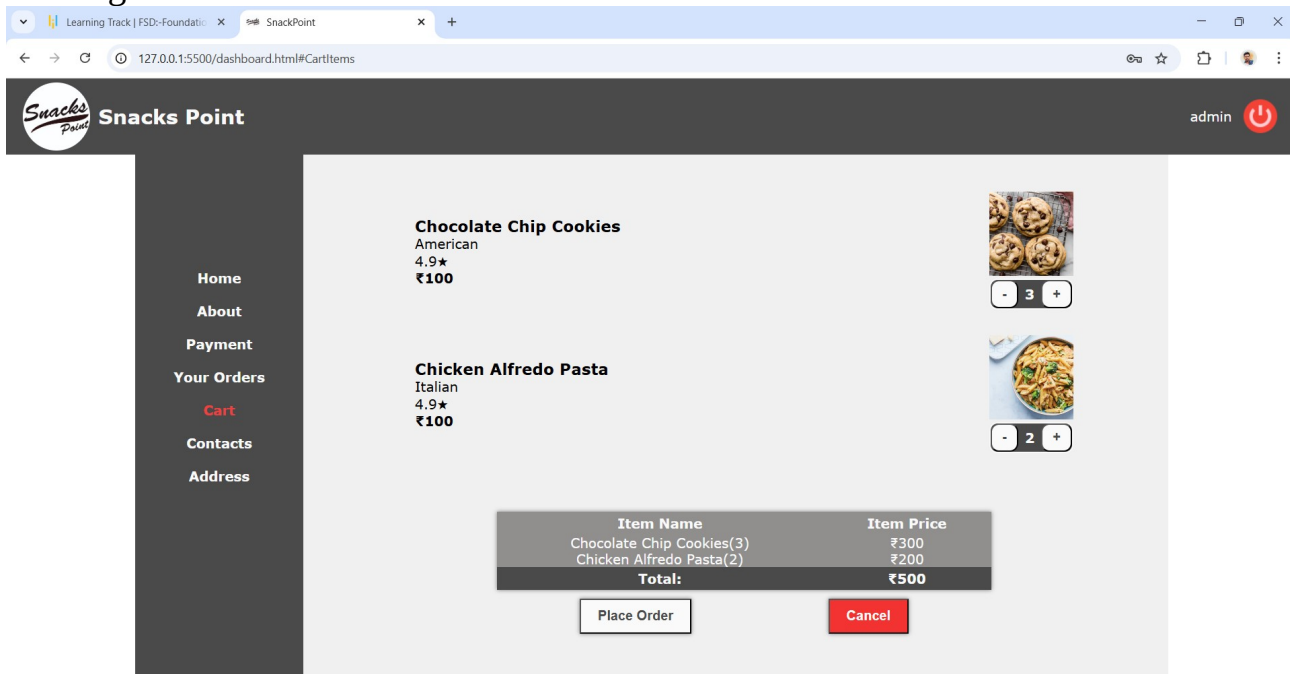 Learning Track | FSD:-Foundatio
SnackPoint
127.0.0.1:5500/dashboard.html#CartItems
Snacks Point
Snacks Point
admin
Home
About
Payment
Your Orders
Cart
Contacts
Address
Chocolate Chip Cookies
American
4.9★
₹100
- 3 +
Chicken Alfredo Pasta
Italian
4.9★
₹100
- 2 +
Item Name Item Price
Chocolate Chip Cookies(3) ₹300
Chicken Alfredo Pasta(2) ₹200
Total: ₹500
Place Order Cancel